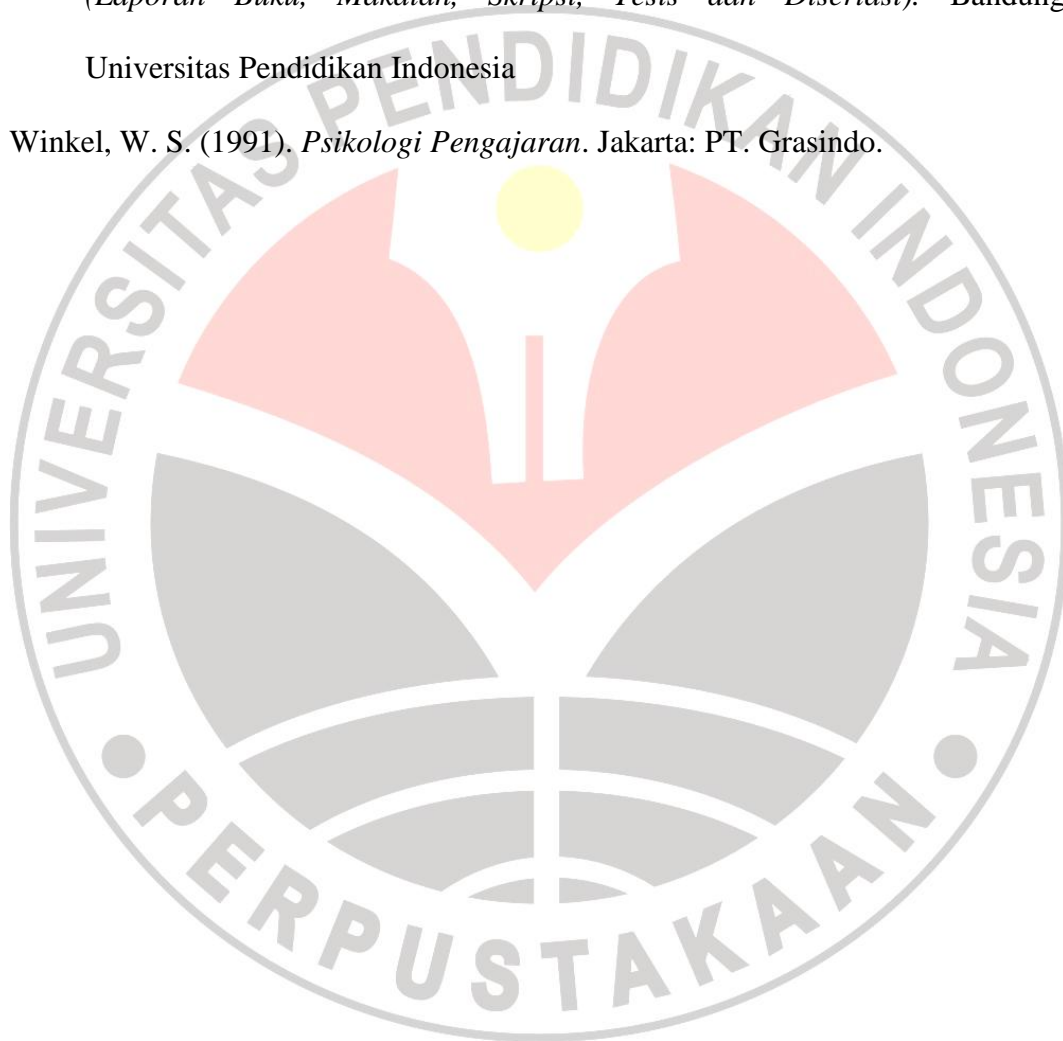 (Laporan Buku, Makalah, Skripsi, Tesis dan Disertasi). Bandung
Universitas Pendidikan Indonesia
Winkel, W. S. (1991). Psikologi Pengajaran. Jakarta: PT. Grasindo.
UNIVERSITAS PENDIDIKAN INDONESIA
PERPUSTAKAAN